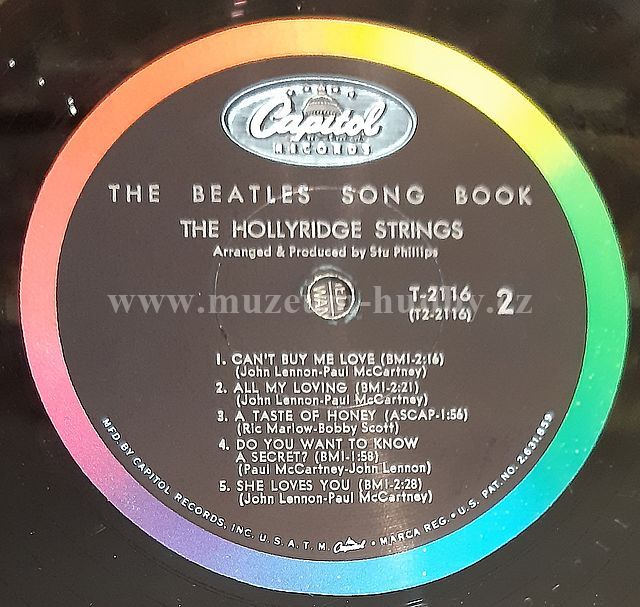 Capitol
RECORDS
THE BEATLES SONG BOOK
THE HOLLYRIDGE STRINGS
Arranged & Produced by Stu Phillips
T-2116
(T2-2116)
2
1. CAN'T BUY ME LOVE (BMI-2:16)
(John Lennon-Paul McCartney)
2. ALL MY LOVING (BMI-2:21)
(John Lennon-Paul McCartney)
3. A TASTE OF HONEY (ASCAP-1:56)
(Ric Marlow-Bobby Scott)
4. DO YOU WANT TO KNOW
A SECRET? (BMI-1:58)
(Paul McCartney-John Lennon)
5. SHE LOVES YOU (BMI-2:28)
(John Lennon-Paul McCartney)
MFD. BY CAPITOL RECORDS, INC. U. S. A. T. M. Capitol • MARCA REG. • U. S. PAT. NO. 2,631,859